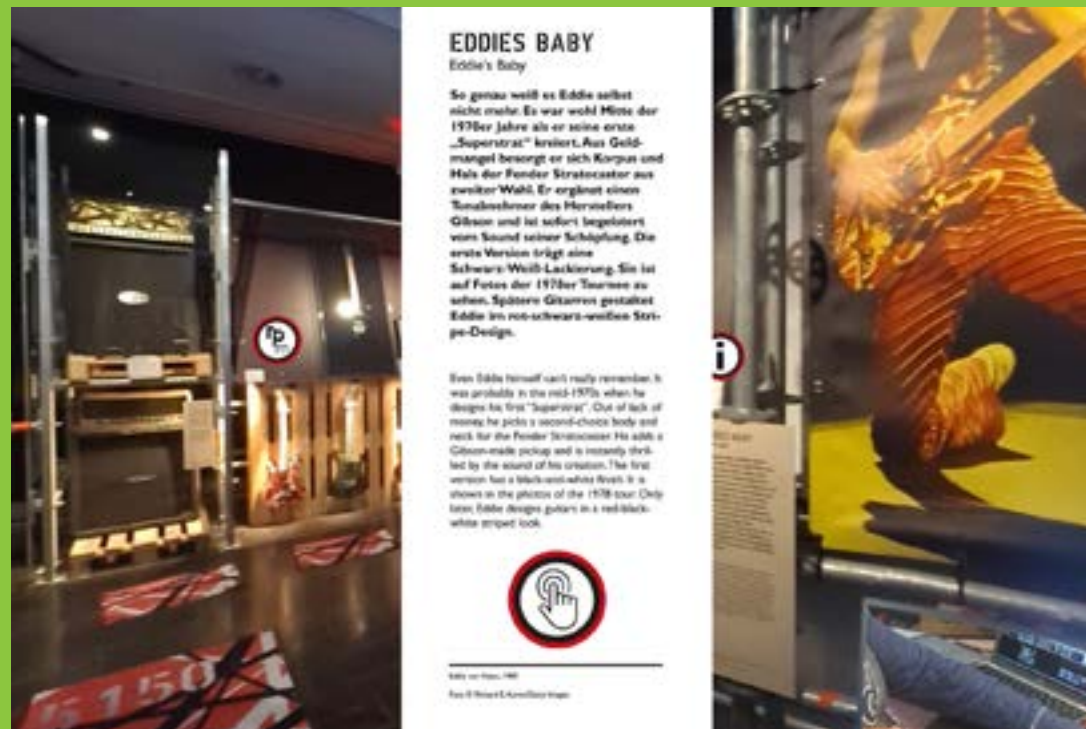 EDDIES BABY
Eddie's Baby
So genau weiß es Eddie selbst
nicht mehr. Es war wohl Mitte der
1970er Jahre als er seine erste
„Superstrat“ kreiert. Aus Geld-
mangel besorgt er sich Korpus und
Hals der Fender Stratocaster aus
zweiter Wahl. Er ergänzt einen
Tonabnehmer des Herstellers
Gibson und ist sofort begeistert
vom Sound seiner Schöpfung. Die
erste Version trägt eine
Schwarz-Weiß-Lackierung. Sie ist
auf Fotos der 1978er Tournee zu
sehen. Spätere Gitarren gestaltet
Eddie im rot-schwarz-weißen Stri-
pe-Design.
Even Eddie himself can't really remember. It
was probably in the mid-1970s when he
designs his first "Superstrat". Out of lack of
money, he picks a second-choice body and
neck for the Fender Stratocaster. He adds a
Gibson-made pickup and is instantly thril-
led by the sound of his creation. The first
version has a black-and-white finish. It is
shown in the photos of the 1978 tour. Only
later, Eddie designs guitars in a red-black-
white striped look.
rp
i
5150